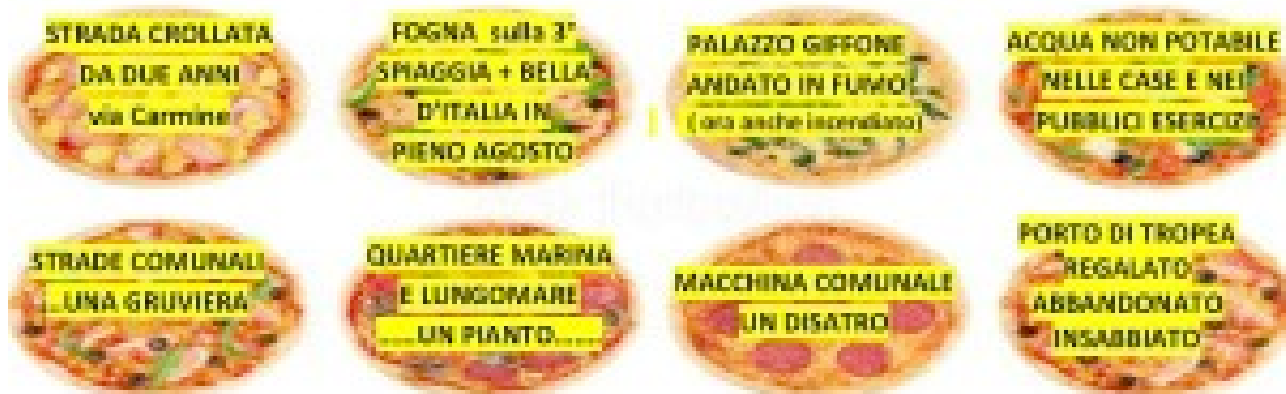 STRADA CROLLATA
DA DUE ANNI
via Carmine
FOGNA sulla 3°
SPIAGGIA + BELLA
D'ITALIA IN
PIENO AGOSTO
PALAZZO GIFFONE
ANDATO IN FUMO
( ora anche incendiato)
ACQUA NON POTABILE
NELLE CASE E NEI
PUBBLICI ESERCIZI
STRADE COMUNALI
...UNA GRUVIERA
QUARTIERE MARINA
E LUNGOMARE
.....UN PIANTO.....
MACCHINA COMUNALE
UN DISATRO
PORTO DI TROPEA
REGALATO
ABBANDONATO
INSABBIATO